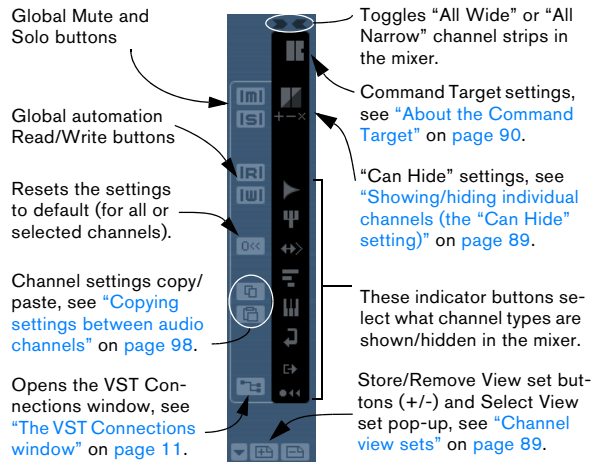 Global Mute and
Solo buttons
Global automation
Read/Write buttons
Resets the settings
to default (for all or
selected channels).
Channel settings copy/
paste, see “Copying
settings between audio
channels” on page 98.
Opens the VST Con-
nections window, see
“The VST Connections
window” on page 11.
|m|
|s|
|R|
|W|
0<<
+−×
Toggles “All Wide” or “All
Narrow” channel strips in
the mixer.
Command Target settings,
see “About the Command
Target” on page 90.
“Can Hide” settings, see
“Showing/hiding individual
channels (the “Can Hide”
setting)” on page 89.
These indicator buttons se-
lect what channel types are
shown/hidden in the mixer.
Store/Remove View set but-
tons (+/-) and Select View
set pop-up, see “Channel
view sets” on page 89.